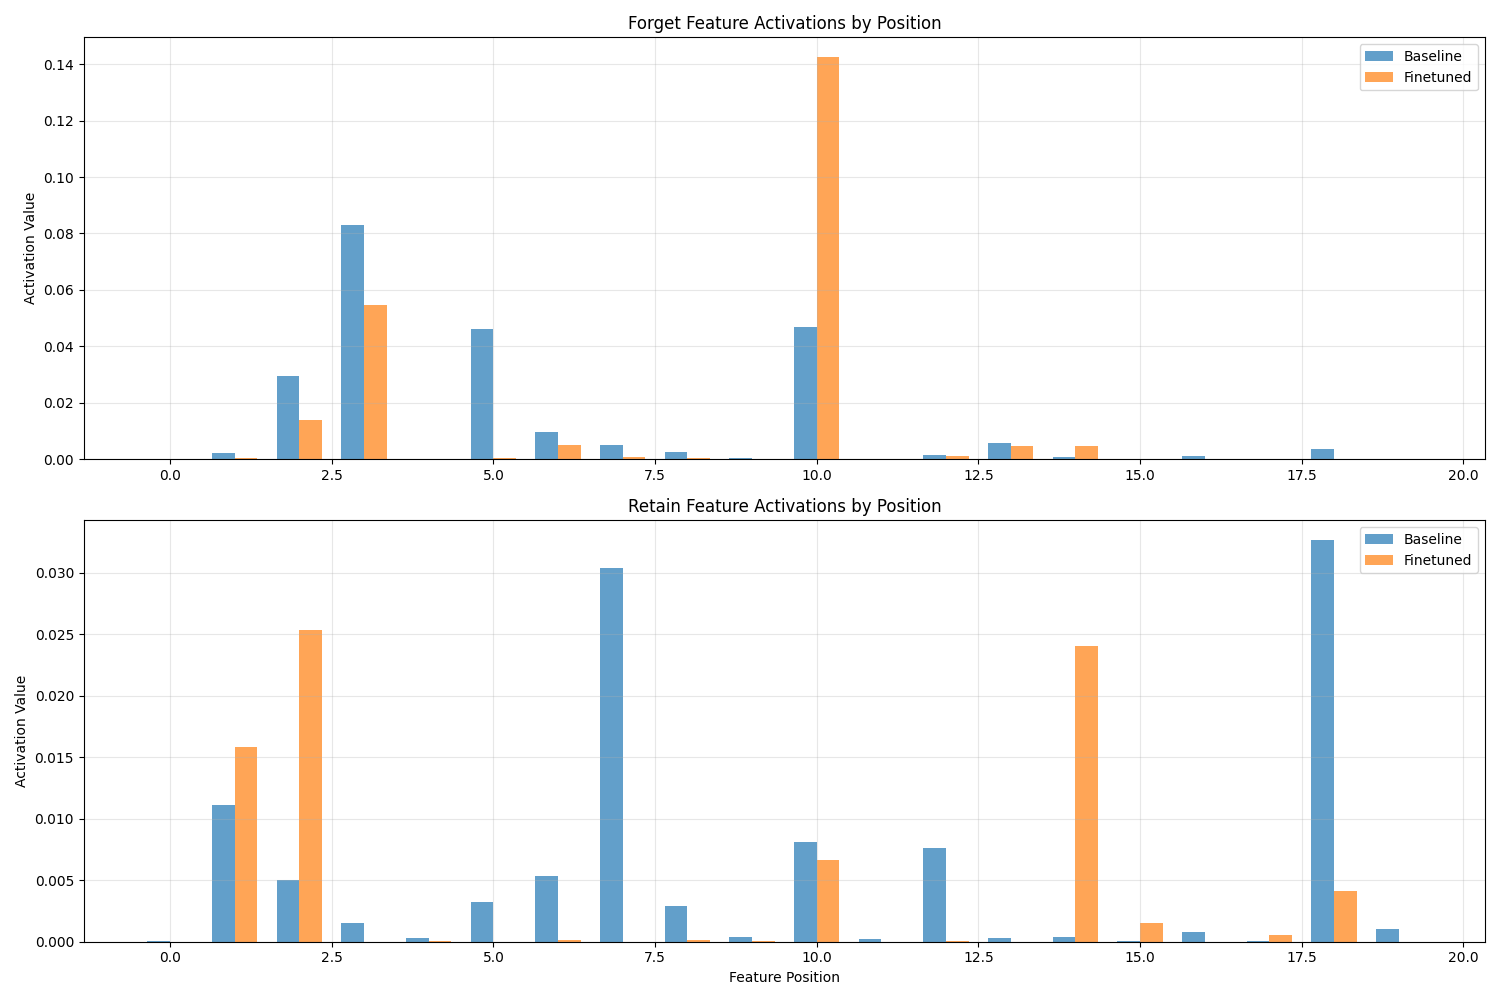 Forget Feature Activations by Position
Activation Value
0.14
0.12
0.10
0.08
0.06
0.04
0.02
0.00
0.0 2.5 5.0 7.5 10.0 12.5 15.0 17.5 20.0
Baseline
Finetuned
Retain Feature Activations by Position
Activation Value
0.030
0.025
0.020
0.015
0.010
0.005
0.000
0.0 2.5 5.0 7.5 10.0 12.5 15.0 17.5 20.0
Baseline
Finetuned
Feature Position